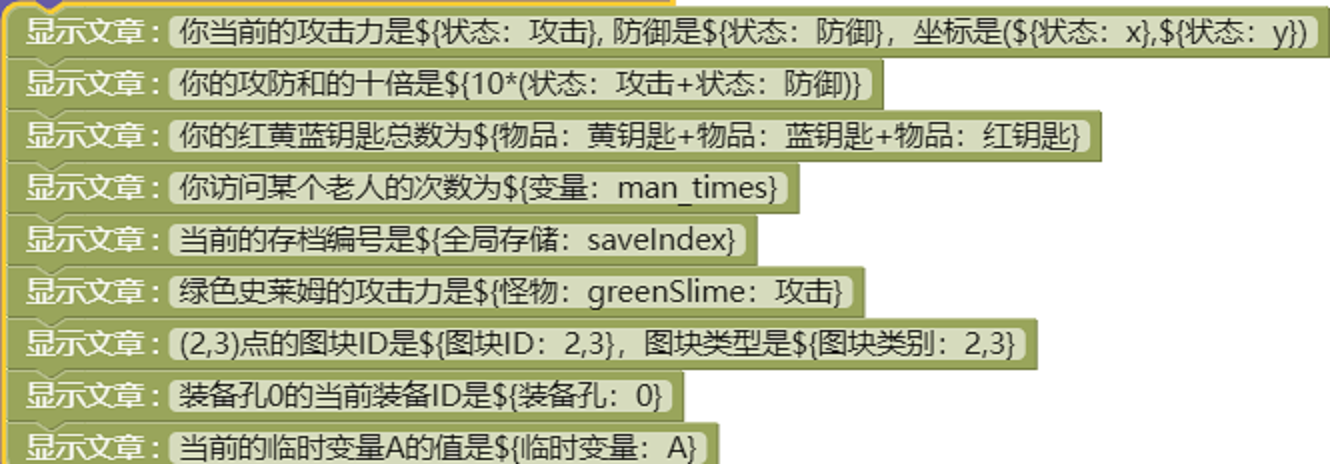 显示文章：你当前的攻击力是${状态：攻击}, 防御是${状态：防御}，坐标是(${状态：x},${状态：y})
显示文章：你的攻防和的十倍是${10*(状态：攻击+状态：防御)}
显示文章：你的红黄蓝钥匙总数为${物品：黄钥匙+物品：蓝钥匙+物品：红钥匙}
显示文章：你访问某个老人的次数为${变量：man_times}
显示文章：当前的存档编号是${全局存储：saveIndex}
显示文章：绿色史莱姆的攻击力是${怪物：greenSlime：攻击}
显示文章：(2,3)点的图块ID是${图块ID：2,3}，图块类型是${图块类别：2,3}
显示文章：装备孔0的当前装备ID是${装备孔：0}
显示文章：当前的临时变量A的值是${临时变量：A}